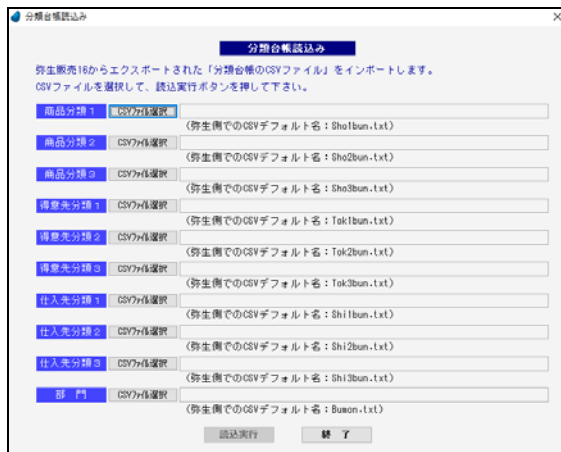 分類台帳読込み
分類台帳読込み
弥生販売16からエクスポートされた「分類台帳のCSVファイル」をインポートします。
CSVファイルを選択して、読込実行ボタンを押して下さい。
商品分類1 CSVファイル選択
(弥生側でのCSVデフォルト名：Sho1bun.txt)
商品分類2 CSVファイル選択
(弥生側でのCSVデフォルト名：Sho2bun.txt)
商品分類3 CSVファイル選択
(弥生側でのCSVデフォルト名：Sho3bun.txt)
得意先分類1 CSVファイル選択
(弥生側でのCSVデフォルト名：Tok1bun.txt)
得意先分類2 CSVファイル選択
(弥生側でのCSVデフォルト名：Tok2bun.txt)
得意先分類3 CSVファイル選択
(弥生側でのCSVデフォルト名：Tok3bun.txt)
仕入先分類1 CSVファイル選択
(弥生側でのCSVデフォルト名：Shi1bun.txt)
仕入先分類2 CSVファイル選択
(弥生側でのCSVデフォルト名：Shi2bun.txt)
仕入先分類3 CSVファイル選択
(弥生側でのCSVデフォルト名：Shi3bun.txt)
部 門 CSVファイル選択
(弥生側でのCSVデフォルト名：Bumon.txt)
読込実行 終 了